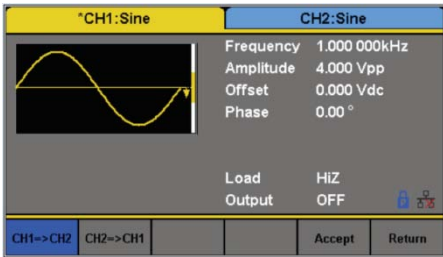 *CH1:Sine
CH2:Sine
Frequency 1.000 000kHz
Amplitude 4.000 Vpp
Offset 0.000 Vdc
Phase 0.00 °
Load HiZ
Output OFF
CH1=>CH2 CH2=>CH1 Accept Return